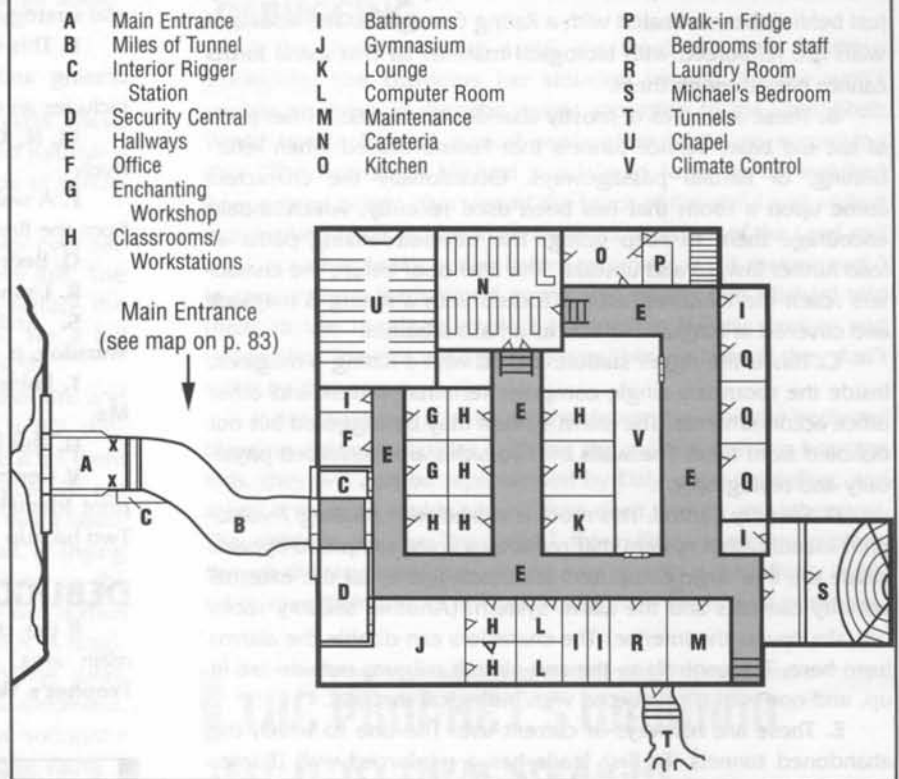 A Main Entrance
B Miles of Tunnel
C Interior Rigger
Station
D Security Central
E Hallways
F Office
G Enchanting
Workshop
H Classrooms/
Workstations
I Bathrooms
J Gymnasium
K Lounge
L Computer Room
M Maintenance
N Cafeteria
O Kitchen
P Walk-in Fridge
Q Bedrooms for staff
R Laundry Room
S Michael's Bedroom
T Tunnels
U Chapel
V Climate Control
Main Entrance
(see map on p. 83)
O P
N
U E I
Q
I G H E H
F Q
E V
G H H E Q
C
A X X
C B H H K I
E S
D
H L
J I I R M
H L
T